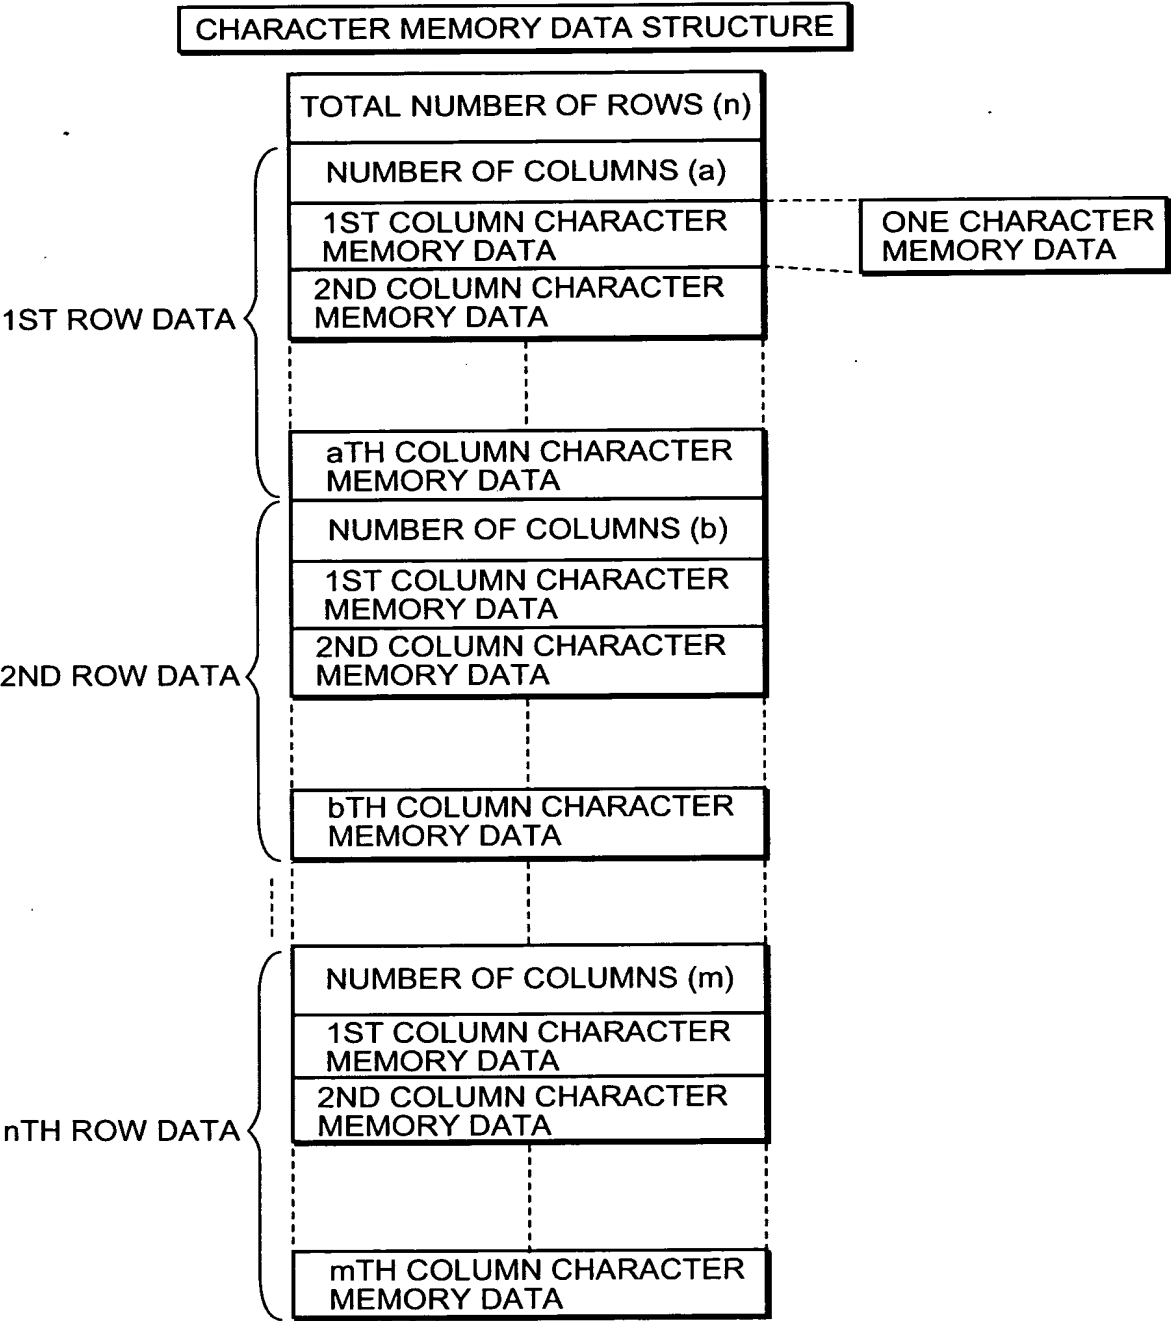 CHARACTER MEMORY DATA STRUCTURE
TOTAL NUMBER OF ROWS (n)
1ST ROW DATA
NUMBER OF COLUMNS (a)
1ST COLUMN CHARACTER
MEMORY DATA
ONE CHARACTER
MEMORY DATA
2ND COLUMN CHARACTER
MEMORY DATA
aTH COLUMN CHARACTER
MEMORY DATA
2ND ROW DATA
NUMBER OF COLUMNS (b)
1ST COLUMN CHARACTER
MEMORY DATA
2ND COLUMN CHARACTER
MEMORY DATA
bTH COLUMN CHARACTER
MEMORY DATA
nTH ROW DATA
NUMBER OF COLUMNS (m)
1ST COLUMN CHARACTER
MEMORY DATA
2ND COLUMN CHARACTER
MEMORY DATA
mTH COLUMN CHARACTER
MEMORY DATA